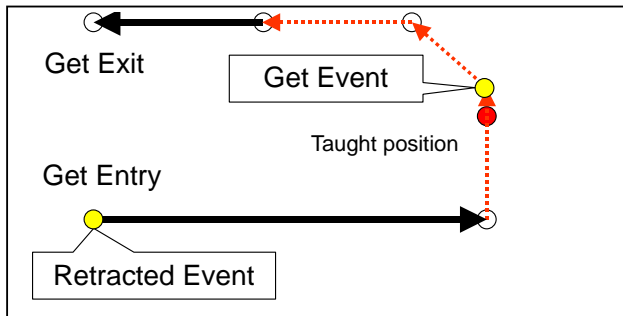 Get Exit
Get Event
Taught position
Get Entry
Retracted Event